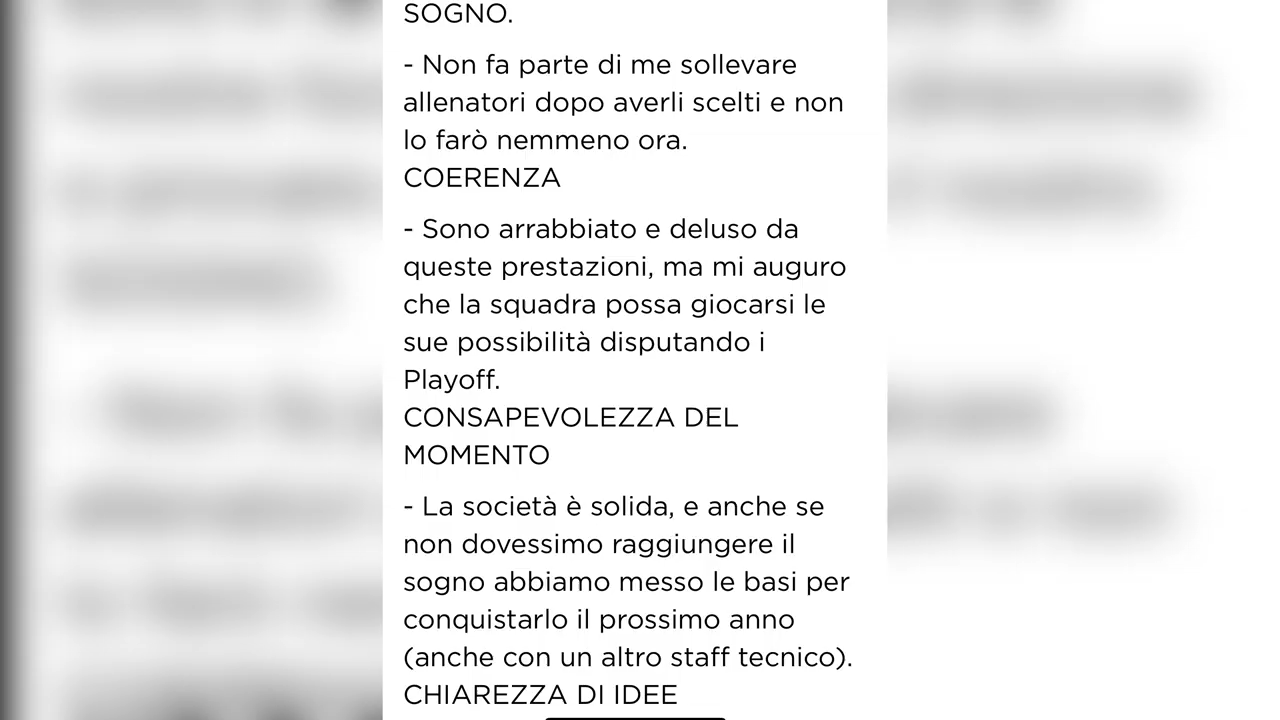 SOGNO.
- Non fa parte di me sollevare
allenatori dopo averli scelti e non
lo farò nemmeno ora.
COERENZA
- Sono arrabbiato e deluso da
queste prestazioni, ma mi auguro
che la squadra possa giocarsi le
sue possibilità disputando i
Playoff.
CONSAPEVOLEZZA DEL
MOMENTO
- La società è solida, e anche se
non dovessimo raggiungere il
sogno abbiamo messo le basi per
conquistarlo il prossimo anno
(anche con un altro staff tecnico).
CHIAREZZA DI IDEE